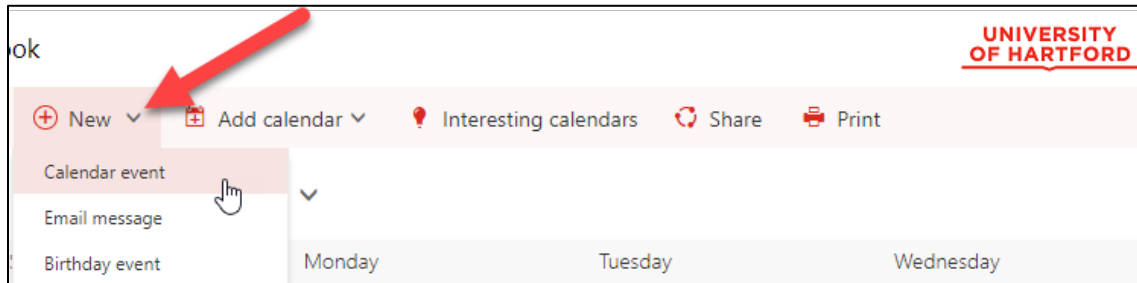 ook
UNIVERSITY
OF HARTFORD
New Add calendar Interesting calendars Share Print
Calendar event
Email message
Birthday event Monday Tuesday Wednesday